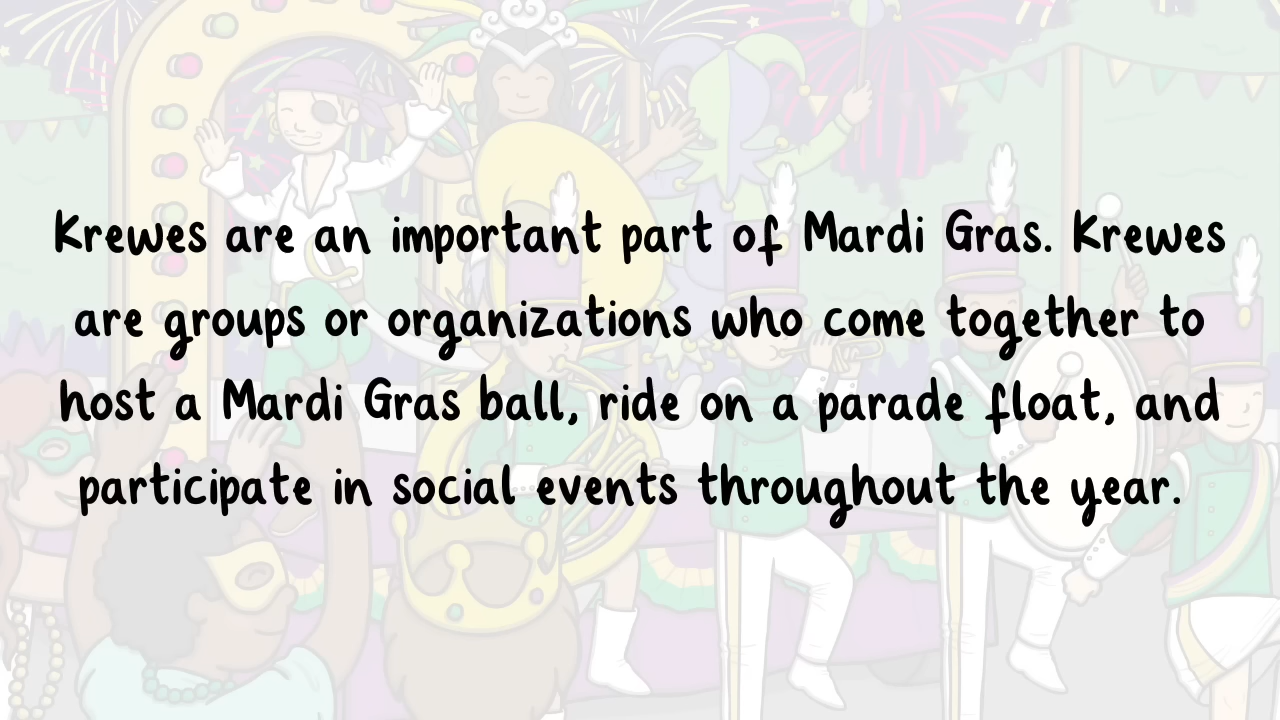 Krewes are an important part of Mardi Gras. Krewes
are groups or organizations who come together to
host a Mardi Gras ball, ride on a parade float, and
participate in social events throughout the year.